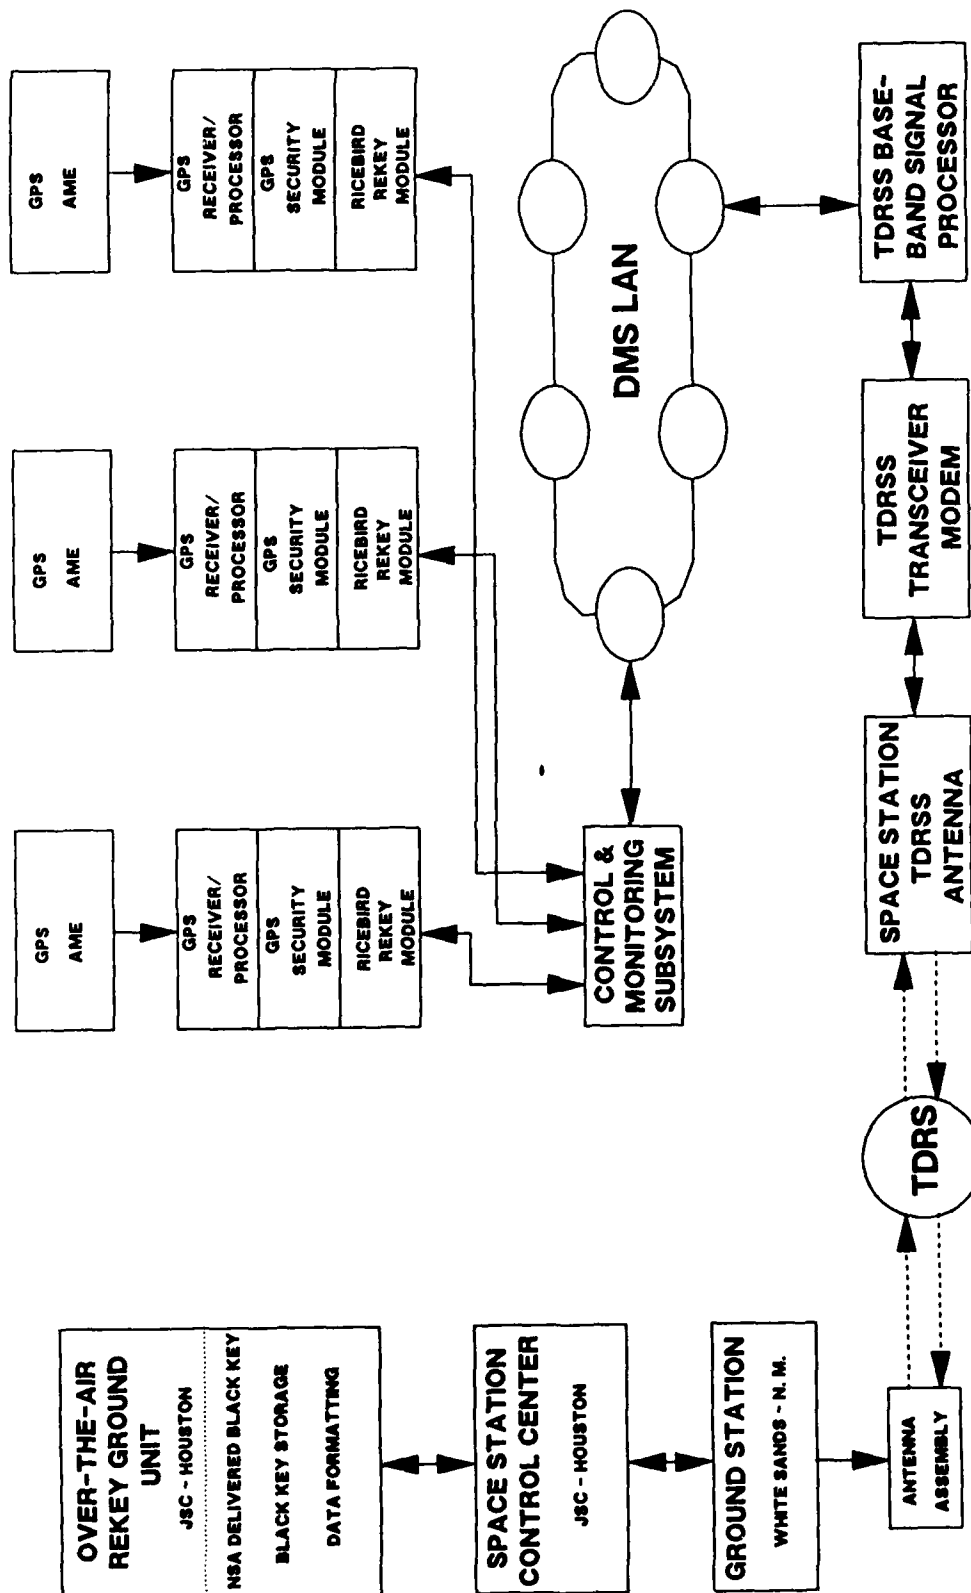 OVER-THE-AIR
REKEY GROUND
UNIT
JSC - HOUSTON
NSA DELIVERED BLACK KEY
BLACK KEY STORAGE
DATA FORMATTING
SPACE STATION
CONTROL CENTER
JSC - HOUSTON
GROUND STATION
WHITE SANDS - N. M.
ANTENNA
ASSEMBLY
TDRS
GPS
AME
GPS
RECEIVER/
PROCESSOR
GPS
SECURITY
MODULE
RICEBIRD
REKEY
MODULE
GPS
AME
GPS
RECEIVER/
PROCESSOR
GPS
SECURITY
MODULE
RICEBIRD
REKEY
MODULE
GPS
AME
GPS
RECEIVER/
PROCESSOR
GPS
SECURITY
MODULE
RICEBIRD
REKEY
MODULE
CONTROL &
MONITORING
SUBSYSTEM
DMS LAN
SPACE STATION
TDRSS
ANTENNA
TDRSS
TRANSCEIVER
MODEM
TDRSS BASE-
BAND SIGNAL
PROCESSOR